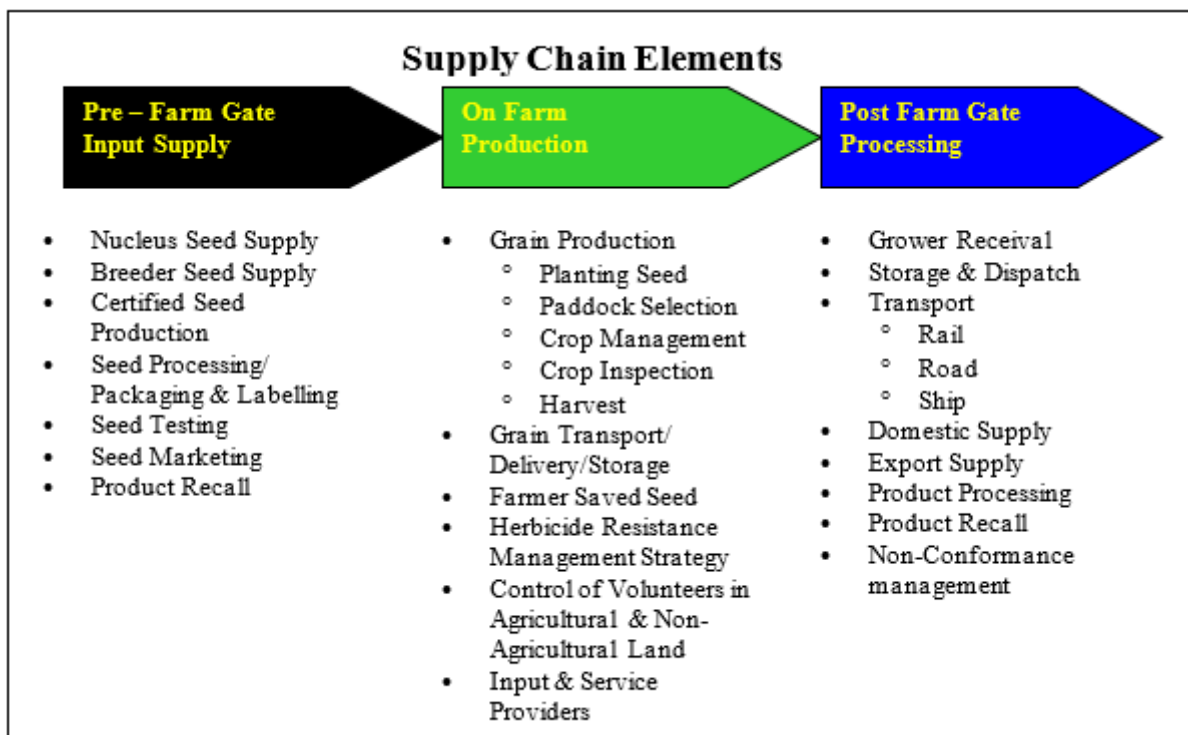 Supply Chain Elements
Pre – Farm Gate
Input Supply
On Farm
Production
Post Farm Gate
Processing
• Nucleus Seed Supply
• Breeder Seed Supply
• Certified Seed
Production
• Seed Processing/
Packaging & Labelling
• Seed Testing
• Seed Marketing
• Product Recall
• Grain Production
° Planting Seed
° Paddock Selection
° Crop Management
° Crop Inspection
° Harvest
• Grain Transport/
Delivery/Storage
• Farmer Saved Seed
• Herbicide Resistance
Management Strategy
• Control of Volunteers in
Agricultural & Non-
Agricultural Land
• Input & Service
Providers
• Grower Receival
• Storage & Dispatch
• Transport
° Rail
° Road
° Ship
• Domestic Supply
• Export Supply
• Product Processing
• Product Recall
• Non-Conformance
management